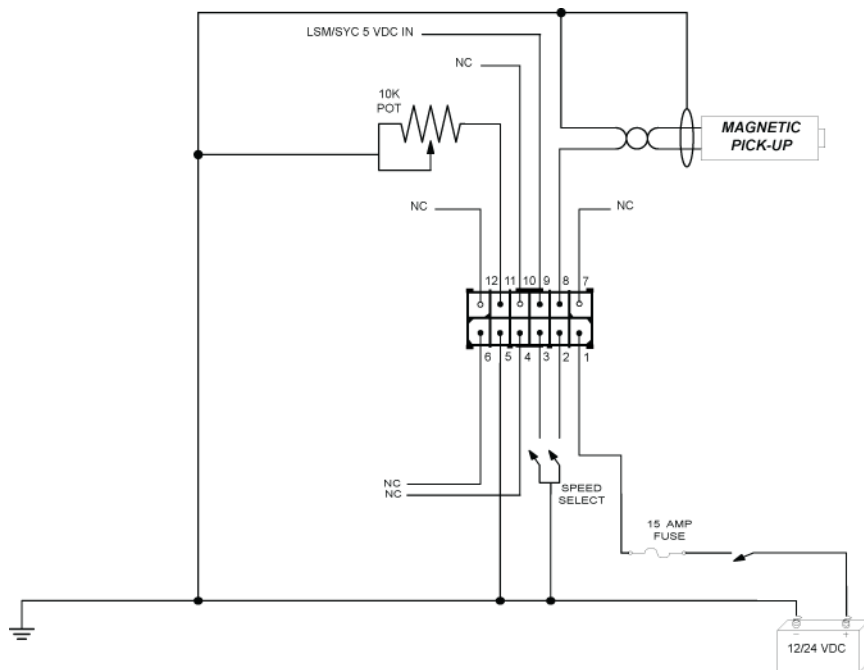 LSM/SYC 5 VDC IN
NC
10K
POT
MAGNETIC
PICK-UP
NC
NC
12 11 10 9 8 7
6 5 4 3 2 1
NC
NC
SPEED
SELECT
15 AMP
FUSE
- +
12/24 VDC